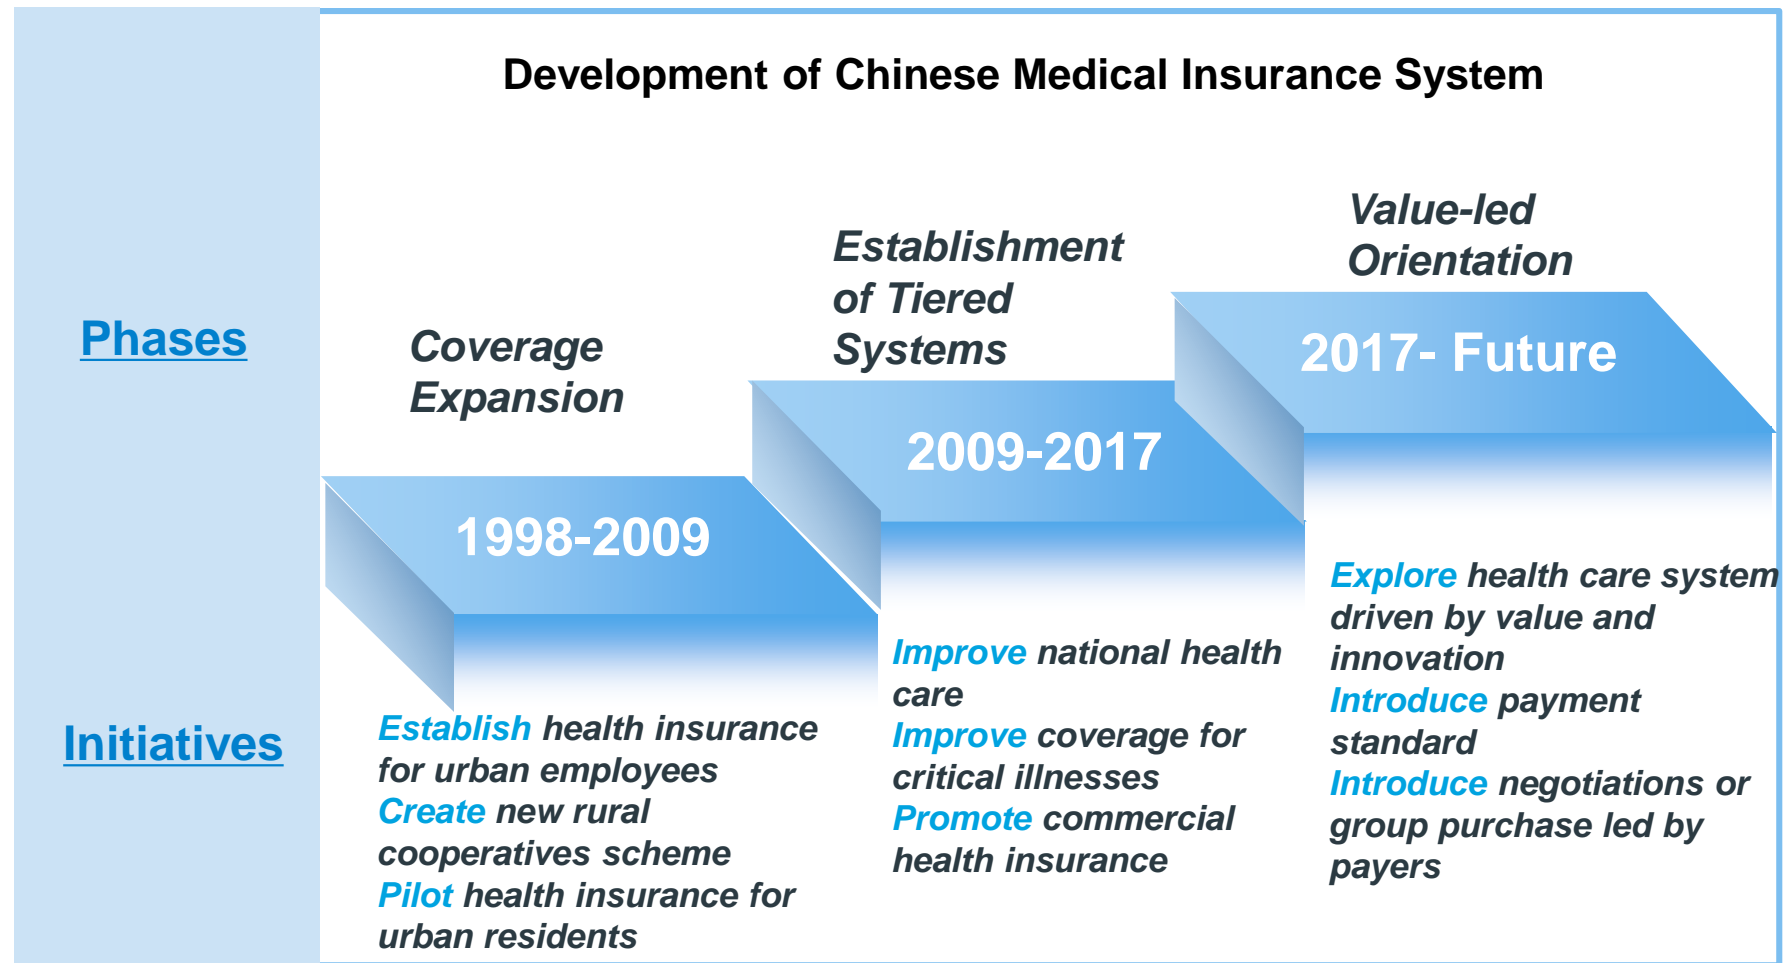 Development of Chinese Medical Insurance System
Phases
Coverage
Expansion
1998-2009
Establishment
of Tiered
Systems
2009-2017
Value-led
Orientation
2017- Future
Initiatives
Establish health insurance
for urban employees
Create new rural
cooperatives scheme
Pilot health insurance for
urban residents
Improve national health
care
Improve coverage for
critical illnesses
Promote commercial
health insurance
Explore health care system
driven by value and
innovation
Introduce payment
standard
Introduce negotiations or
group purchase led by
payers